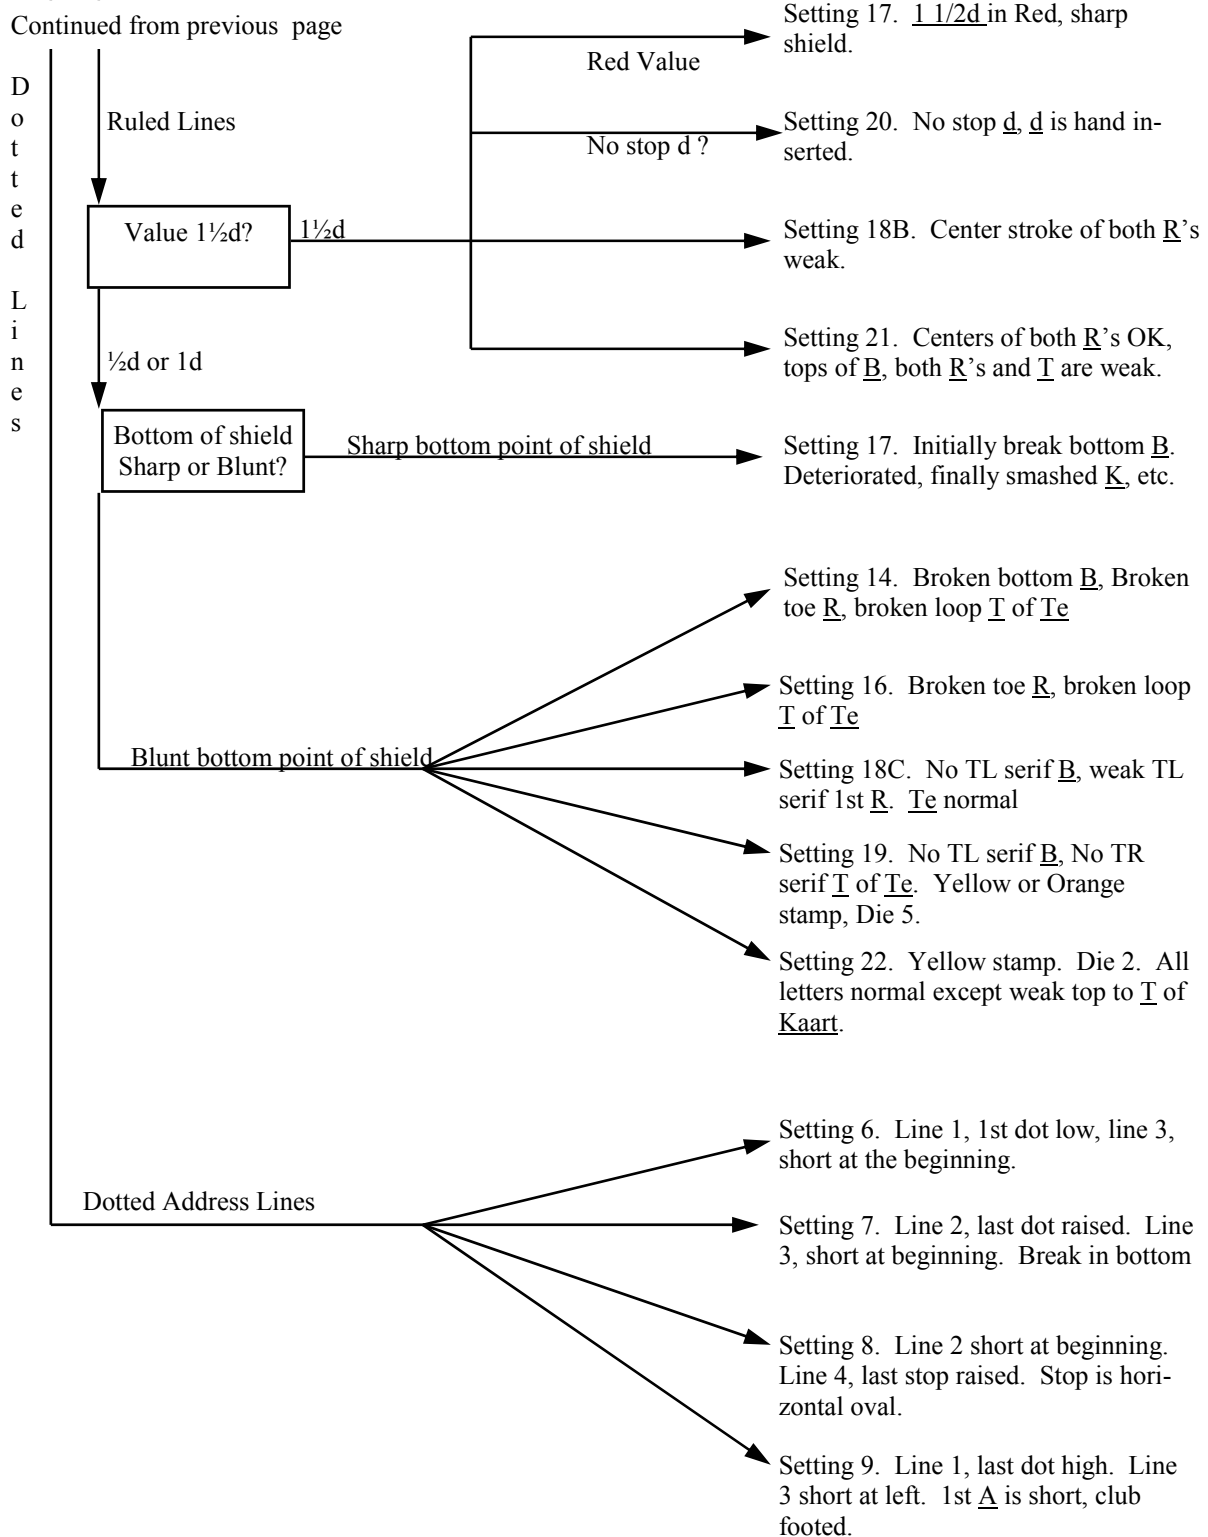 Continued from previous page
Dotted Lines
Ruled Lines
Value 1½d?
1½d
Red Value
Setting 17. 1 1/2d in Red, sharp
shield.
No stop d ?
Setting 20. No stop d, d is hand in-
serted.
Setting 18B. Center stroke of both R’s
weak.
Setting 21. Centers of both R’s OK,
tops of B, both R’s and T are weak.
½d or 1d
Bottom of shield
Sharp or Blunt?
Sharp bottom point of shield
Setting 17. Initially break bottom B.
Deteriorated, finally smashed K, etc.
Blunt bottom point of shield
Setting 14. Broken bottom B, Broken
toe R, broken loop T of Te
Setting 16. Broken toe R, broken loop
T of Te
Setting 18C. No TL serif B, weak TL
serif 1st R. Te normal
Setting 19. No TL serif B, No TR
serif T of Te. Yellow or Orange
stamp, Die 5.
Setting 22. Yellow stamp. Die 2. All
letters normal except weak top to T of
Kaart.
Dotted Address Lines
Setting 6. Line 1, 1st dot low, line 3,
short at the beginning.
Setting 7. Line 2, last dot raised. Line
3, short at beginning. Break in bottom
Setting 8. Line 2 short at beginning.
Line 4, last stop raised. Stop is hori-
zontal oval.
Setting 9. Line 1, last dot high. Line
3 short at left. 1st A is short, club
footed.